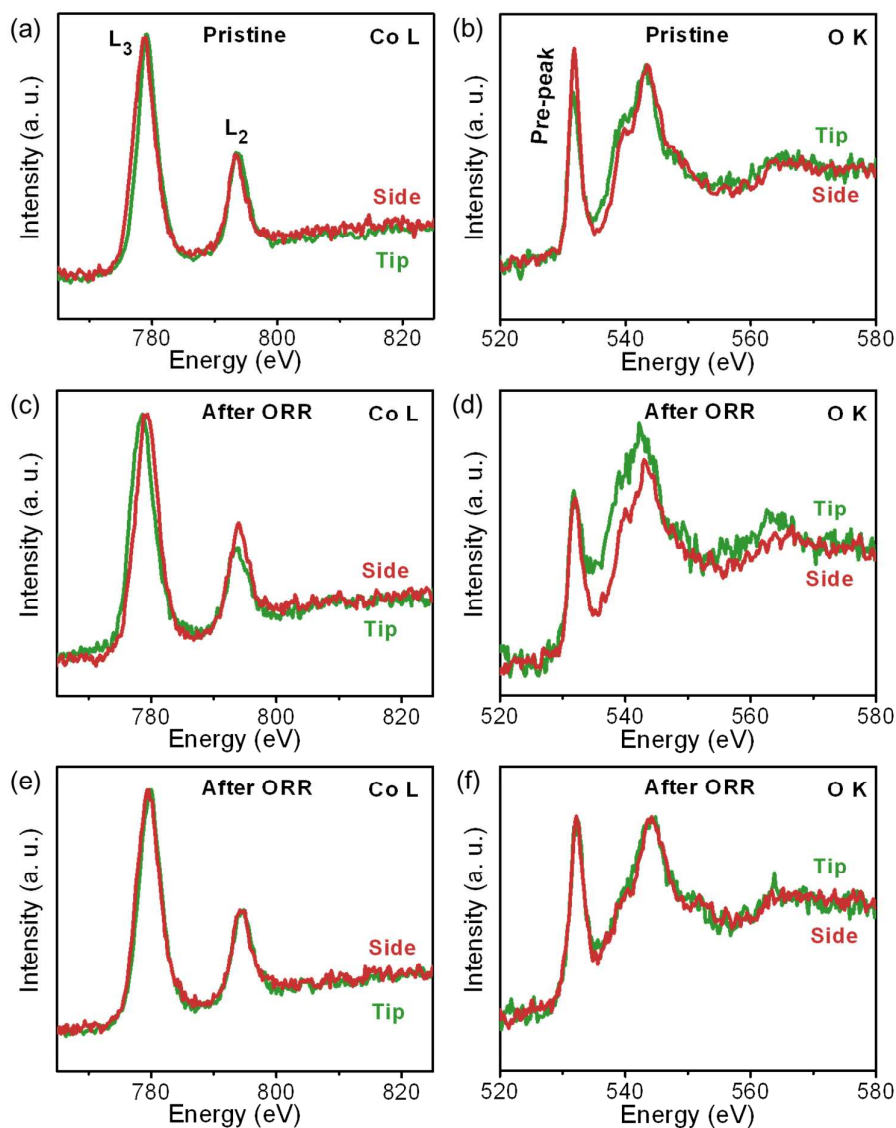 (a)
L3
Pristine
Co L
L2
Side
Tip
Intensity (a. u.)
780
800
820
Energy (eV)
(b)
Pristine
O K
Pre-peak
Tip
Side
Intensity (a. u.)
520
540
560
580
Energy (eV)
(c)
After ORR
Co L
Side
Tip
Intensity (a. u.)
780
800
820
Energy (eV)
(d)
After ORR
O K
Tip
Side
Intensity (a. u.)
520
540
560
580
Energy (eV)
(e)
After ORR
Co L
Side
Tip
Intensity (a. u.)
780
800
820
Energy (eV)
(f)
After ORR
O K
Tip
Side
Intensity (a. u.)
520
540
560
580
Energy (eV)